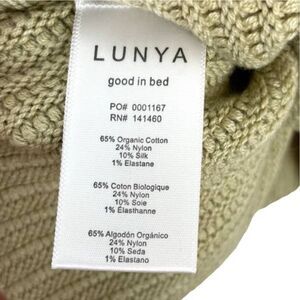 LUNYA
good in bed
PO# 0001167
RN# 141460
65% Organic Cotton
24% Nylon
10% Silk
1% Elastane
65% Coton Biologique
24% Nylon
10% Soie
1% Élasthanne
65% Algodón Orgánico
24% Nylon
10% Seda
1% Elastano